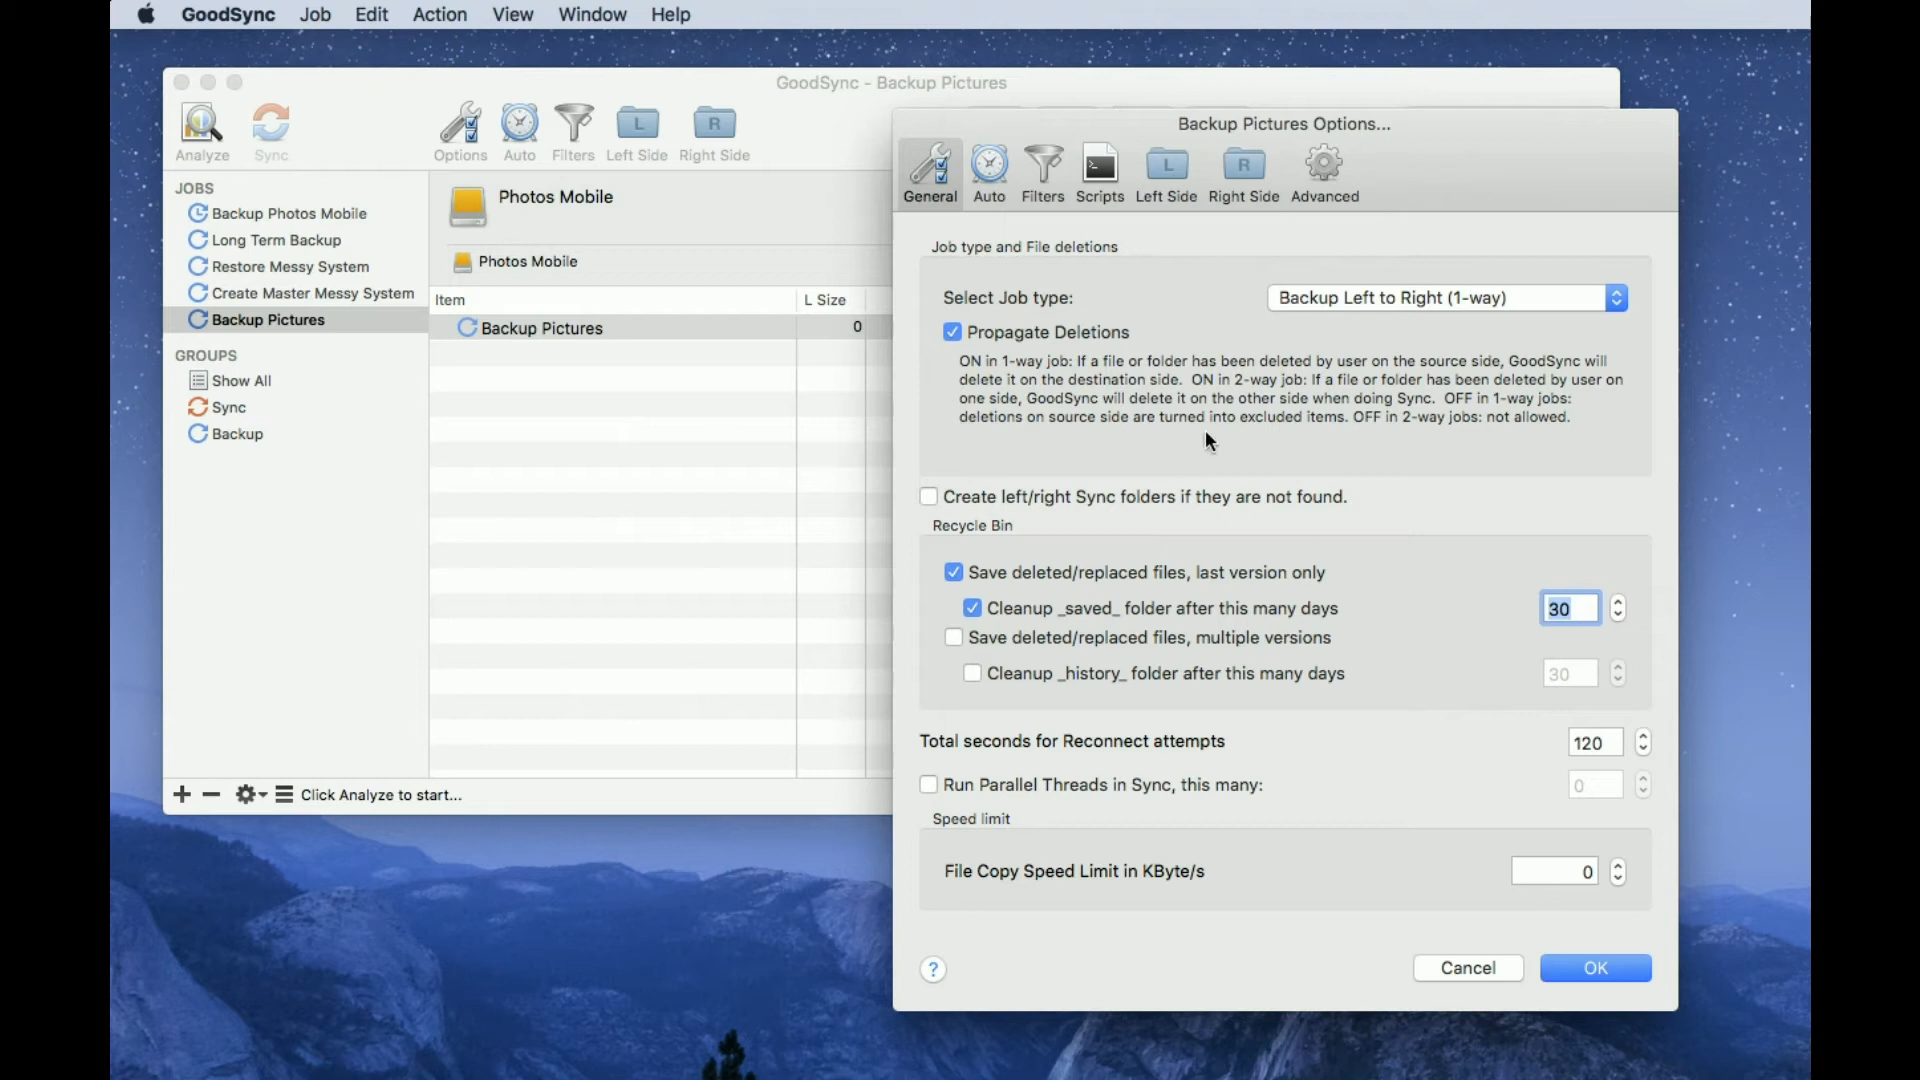 GoodSync Job Edit Action View Window Help
GoodSync - Backup Pictures
Analyze Sync Options Auto Filters L Left Side R Right Side
JOBS
Backup Photos Mobile
Long Term Backup
Restore Messy System
Create Master Messy System
Backup Pictures
GROUPS
Show All
Sync
Backup
Photos Mobile
Photos Mobile
Item L Size
Backup Pictures 0
Click Analyze to start...
Backup Pictures Options...
General Auto Filters Scripts L Left Side R Right Side Advanced
Job type and File deletions
Select Job type: Backup Left to Right (1-way)
Propagate Deletions
ON in 1-way job: If a file or folder has been deleted by user on the source side, GoodSync will
delete it on the destination side. ON in 2-way job: If a file or folder has been deleted by user on
one side, GoodSync will delete it on the other side when doing Sync. OFF in 1-way jobs:
deletions on source side are turned into excluded items. OFF in 2-way jobs: not allowed.
Create left/right Sync folders if they are not found.
Recycle Bin
Save deleted/replaced files, last version only
Cleanup _saved_ folder after this many days 30
Save deleted/replaced files, multiple versions
Cleanup _history_ folder after this many days 30
Total seconds for Reconnect attempts 120
Run Parallel Threads in Sync, this many: 0
Speed limit
File Copy Speed Limit in KByte/s 0
? Cancel OK